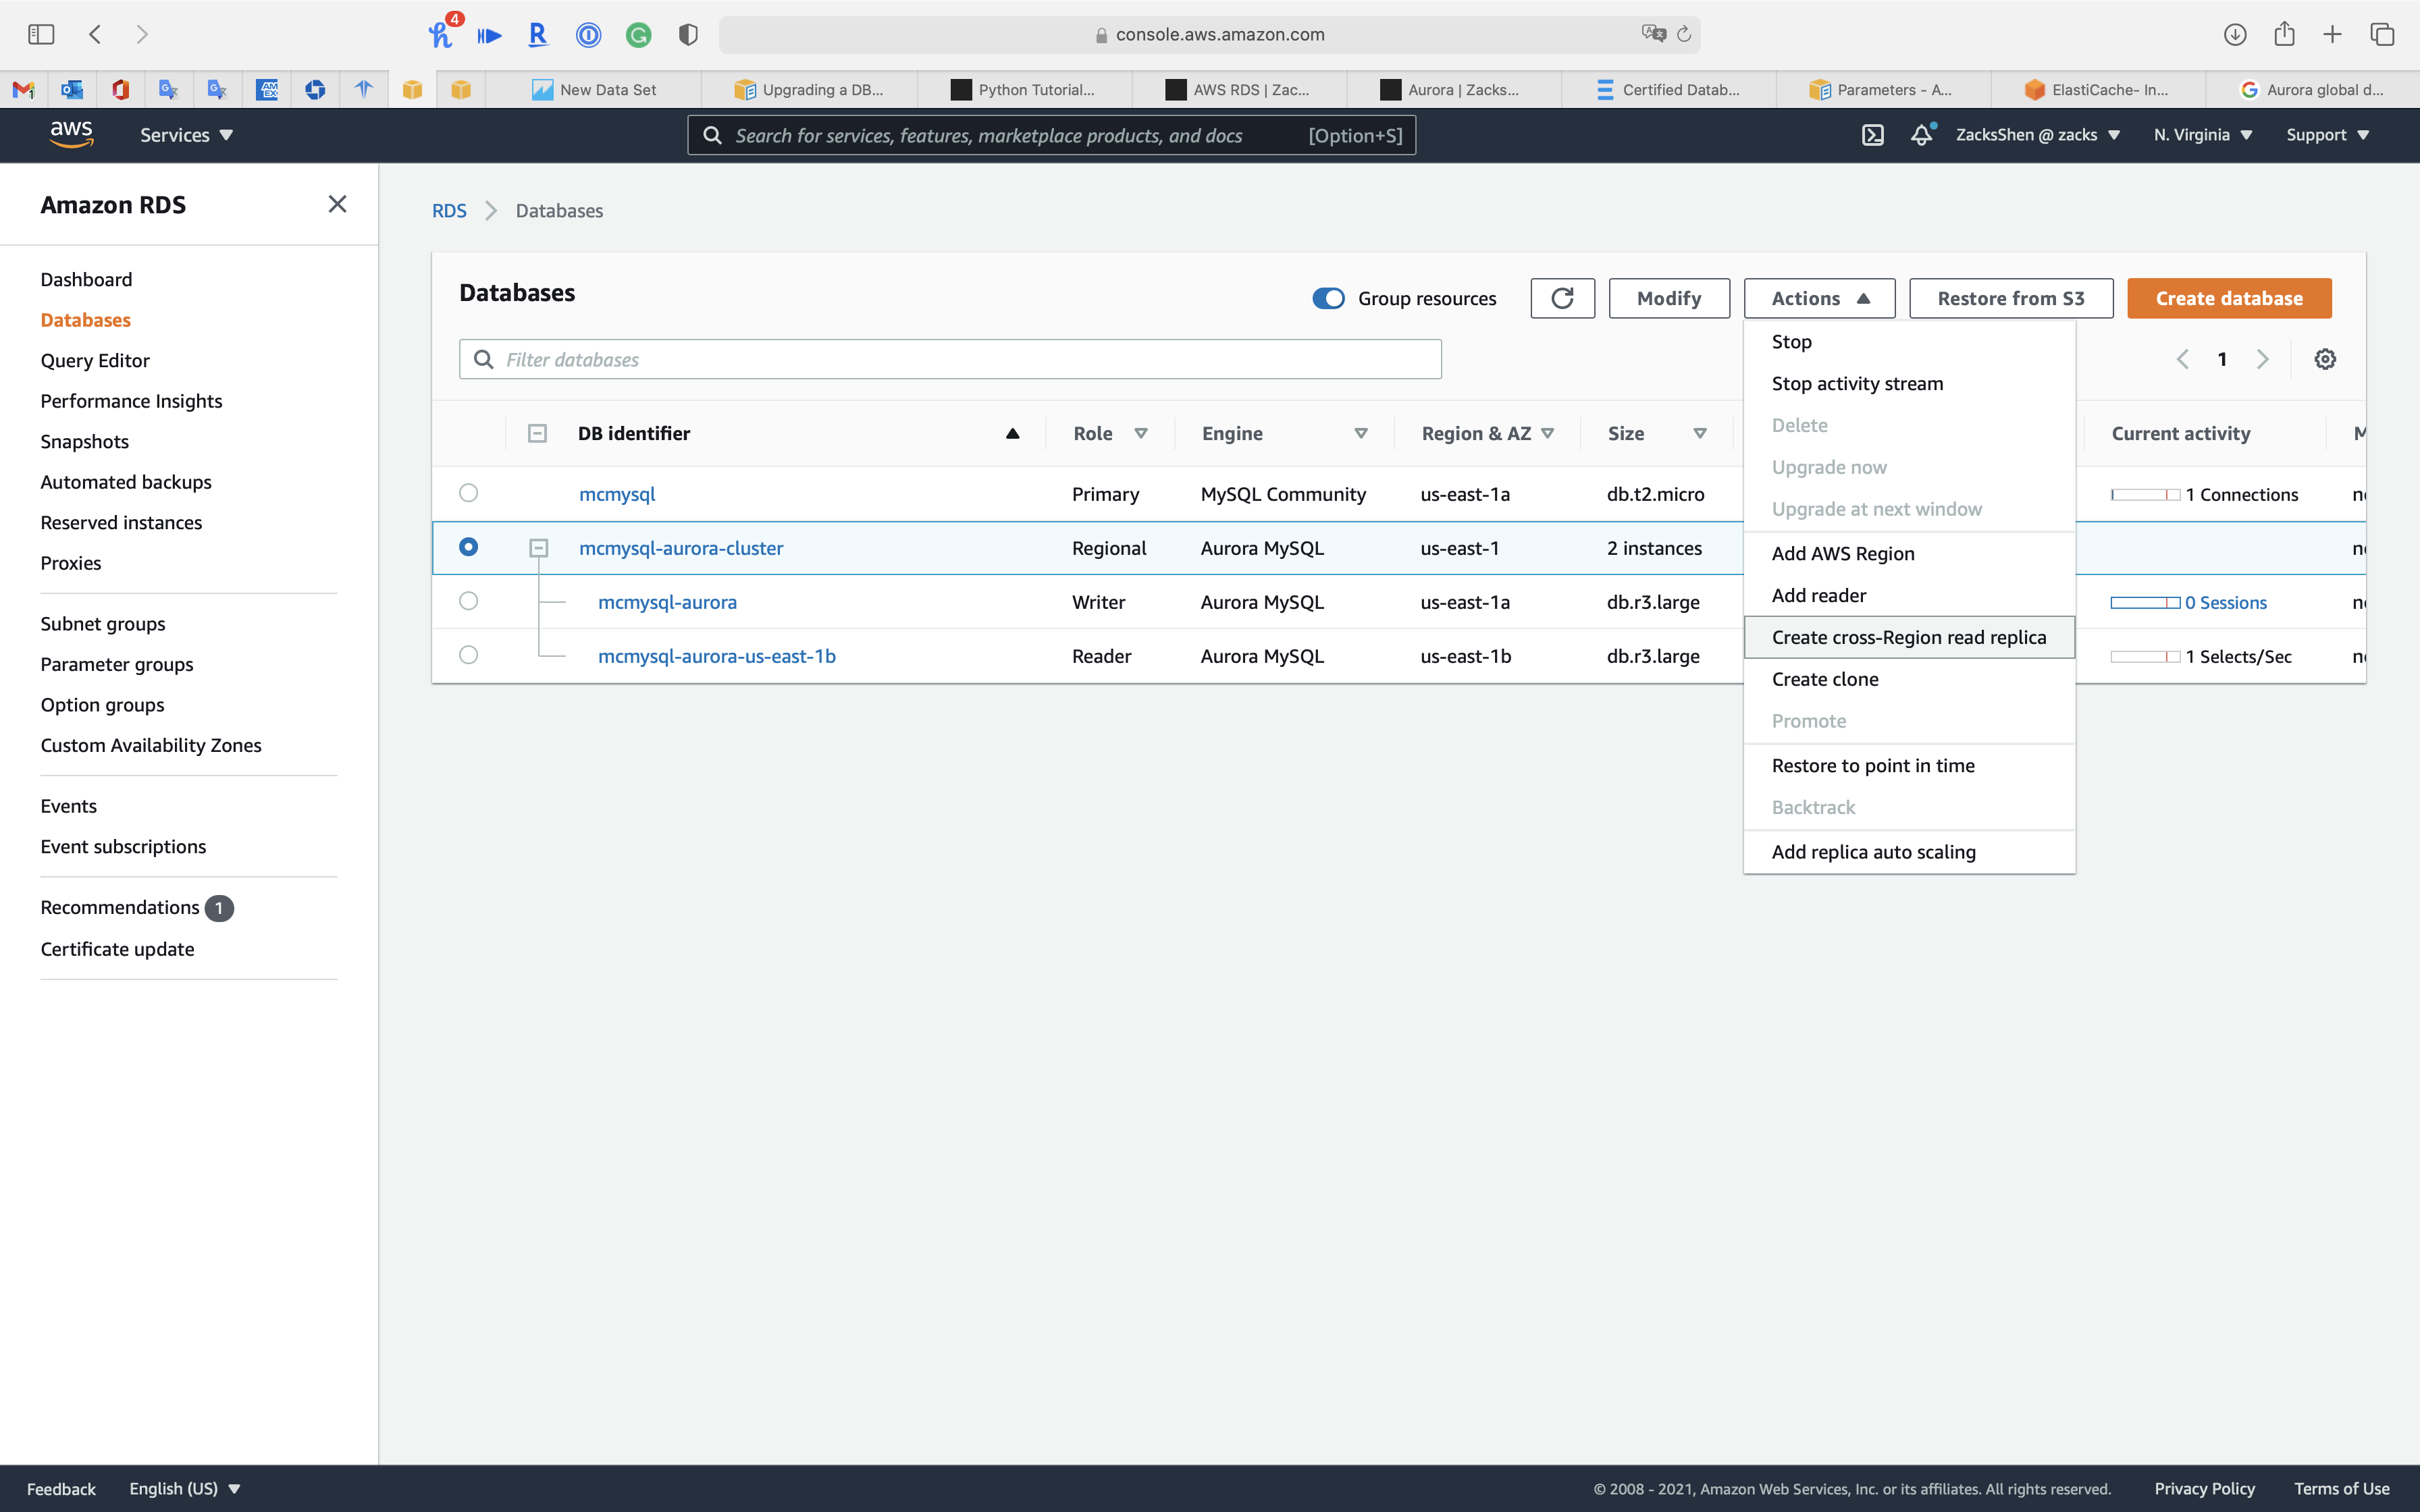 4
console.aws.amazon.com
New Data Set
Upgrading a DB...
Python Tutorial...
AWS RDS | Zac...
Aurora | Zacks...
Certified Datab...
Parameters - A...
ElastiCache- In...
Aurora global d...
aws
Services
Search for services, features, marketplace products, and docs [Option+S]
ZacksShen @ zacks
N. Virginia
Support
Amazon RDS
Dashboard
Databases
Query Editor
Performance Insights
Snapshots
Automated backups
Reserved instances
Proxies
Subnet groups
Parameter groups
Option groups
Custom Availability Zones
Events
Event subscriptions
Recommendations 1
Certificate update
RDS > Databases
Databases
Group resources
Modify
Actions
Restore from S3
Create database
Filter databases
1
DB identifier Role Engine Region & AZ Size Current activity
mcmysql Primary MySQL Community us-east-1a db.t2.micro 1 Connections
mcmysql-aurora-cluster Regional Aurora MySQL us-east-1 2 instances
mcmysql-aurora Writer Aurora MySQL us-east-1a db.r3.large 0 Sessions
mcmysql-aurora-us-east-1b Reader Aurora MySQL us-east-1b db.r3.large 1 Selects/Sec
Stop
Stop activity stream
Delete
Upgrade now
Upgrade at next window
Add AWS Region
Add reader
Create cross-Region read replica
Create clone
Promote
Restore to point in time
Backtrack
Add replica auto scaling
Feedback
English (US)
© 2008 - 2021, Amazon Web Services, Inc. or its affiliates. All rights reserved.
Privacy Policy
Terms of Use